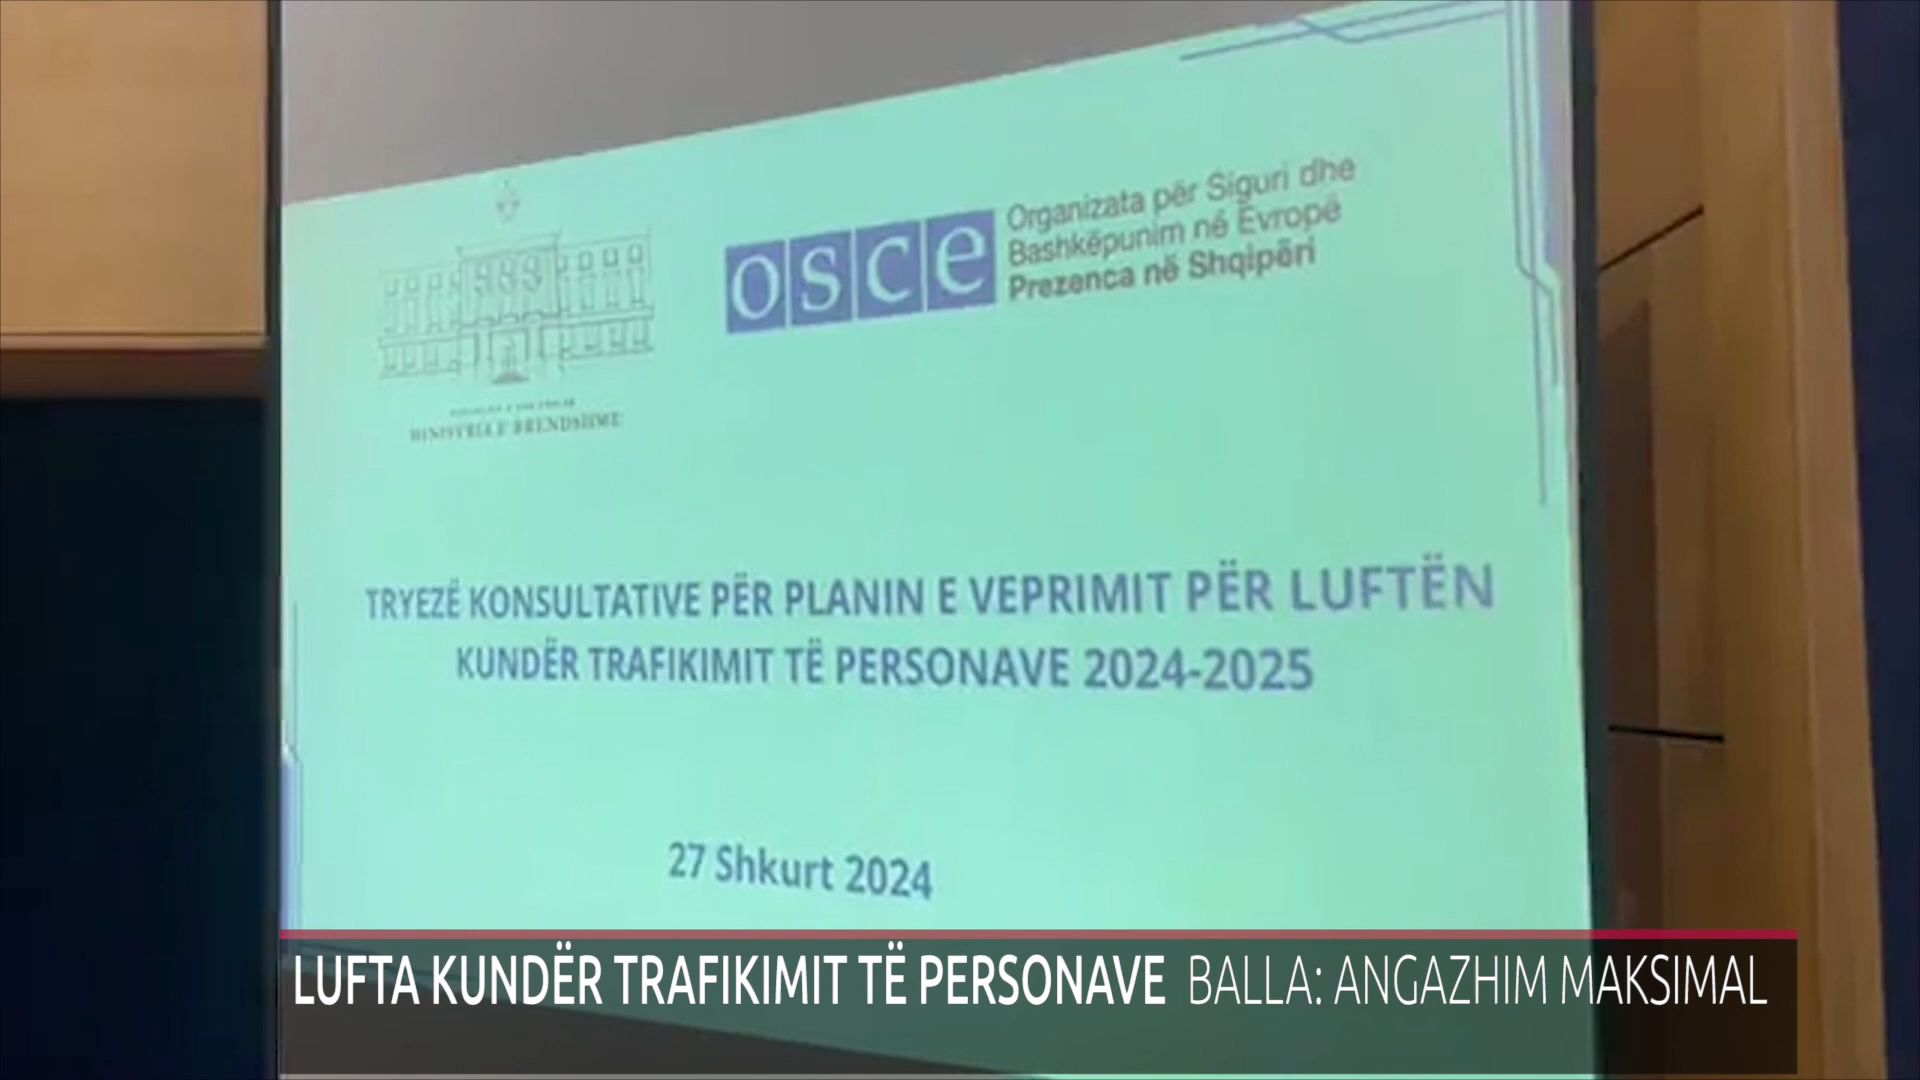 osce
Organizata për Siguri dhe
Bashkëpunim në Evropë
Prezenca në Shqipëri
MINISTRIA E BRENDSHME
TRYEZË KONSULTATIVE PËR PLANIN E VEPRIMIT PËR LUFTËN
KUNDËR TRAFIKIMIT TË PERSONAVE 2024-2025
27 Shkurt 2024
LUFTA KUNDËR TRAFIKIMIT TË PERSONAVE BALLA: ANGAZHIM MAKSIMAL